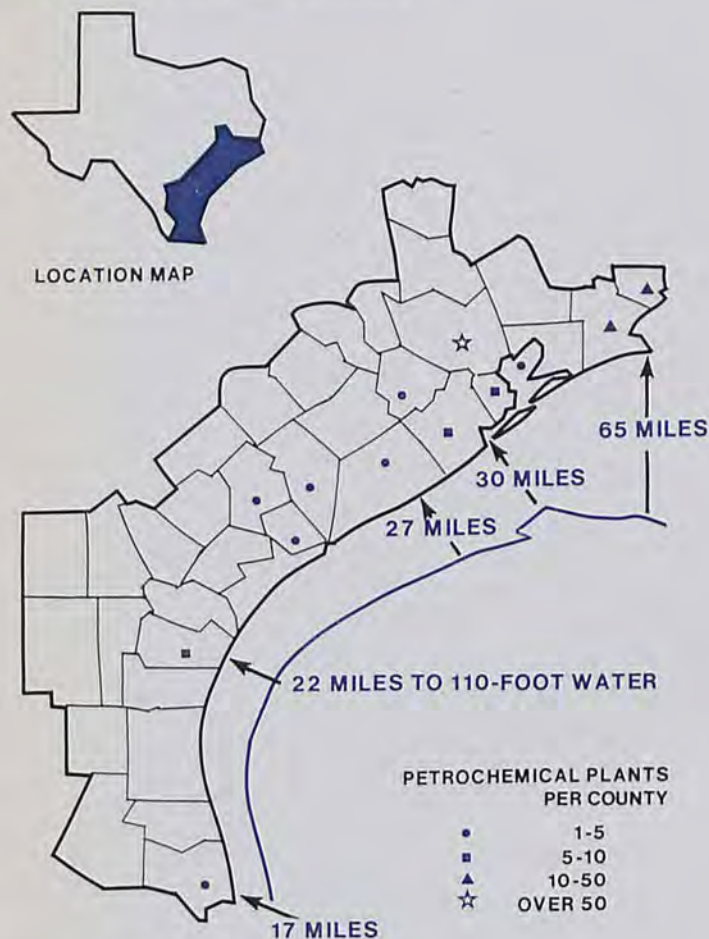 LOCATION MAP
65 MILES
30 MILES
27 MILES
22 MILES TO 110-FOOT WATER
PETROCHEMICAL PLANTS
PER COUNTY
1-5
5-10
10-50
OVER 50
17 MILES